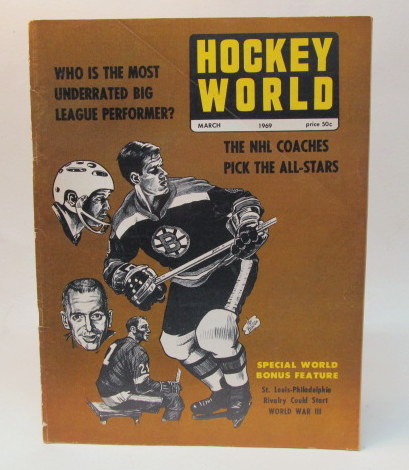 HOCKEY
WORLD
MARCH 1969 price 50c
WHO IS THE MOST
UNDERRATED BIG
LEAGUE PERFORMER?
THE NHL COACHES
PICK THE ALL-STARS
B
21
SPECIAL WORLD
BONUS FEATURE
St. Louis-Philadelphia
Rivalry Could Start
WORLD WAR III